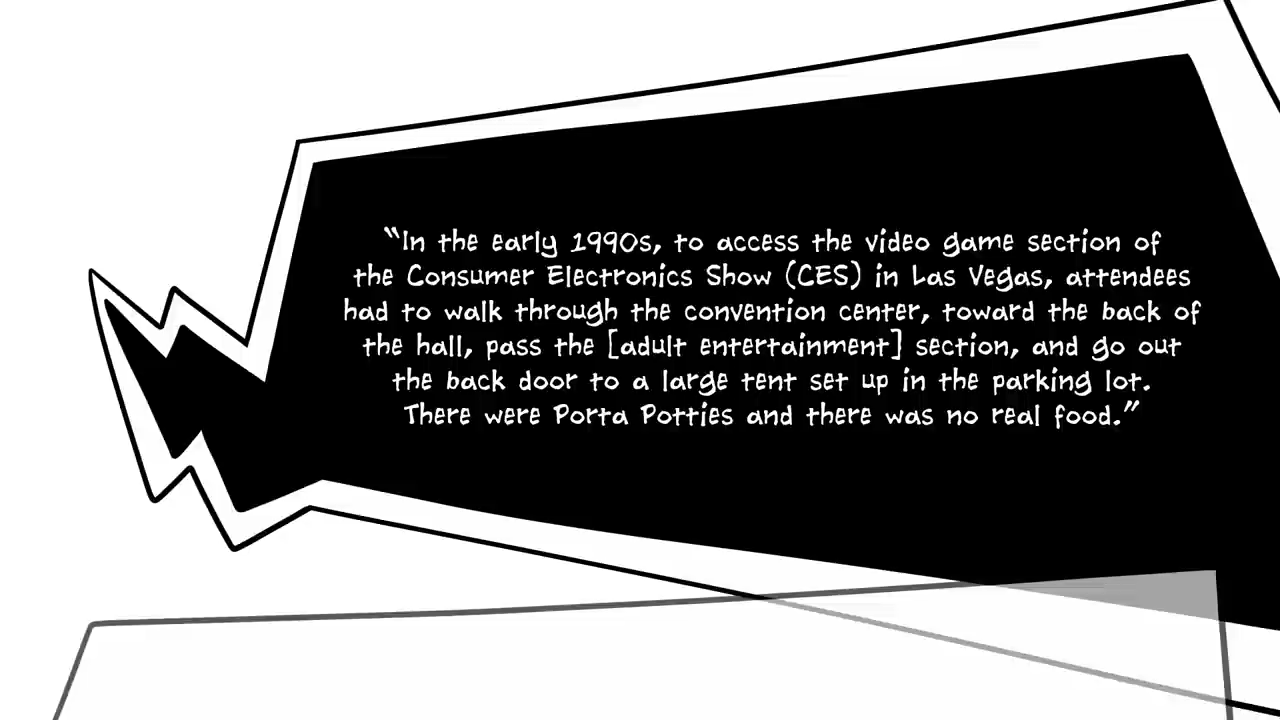 “In the early 1990s, to access the video game section of
the Consumer Electronics Show (CES) in Las Vegas, attendees
had to walk through the convention center, toward the back of
the hall, pass the [adult entertainment] section, and go out
the back door to a large tent set up in the parking lot.
There were Porta Potties and there was no real food.”